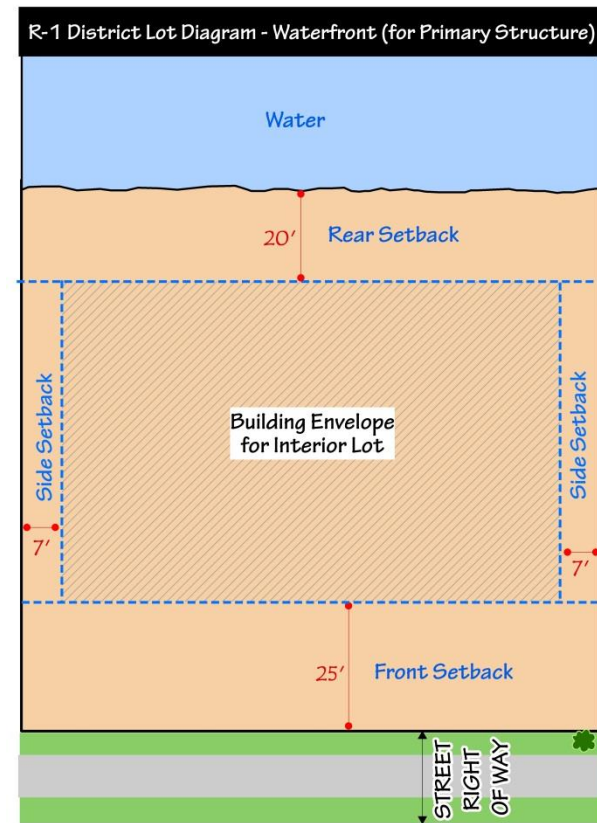 R-1 District Lot Diagram - Waterfront (for Primary Structure)
Water
20'
Rear Setback
Side Setback
Building Envelope
for Interior Lot
Side Setback
7'
7'
25'
Front Setback
STREET
RIGHT
OF WAY